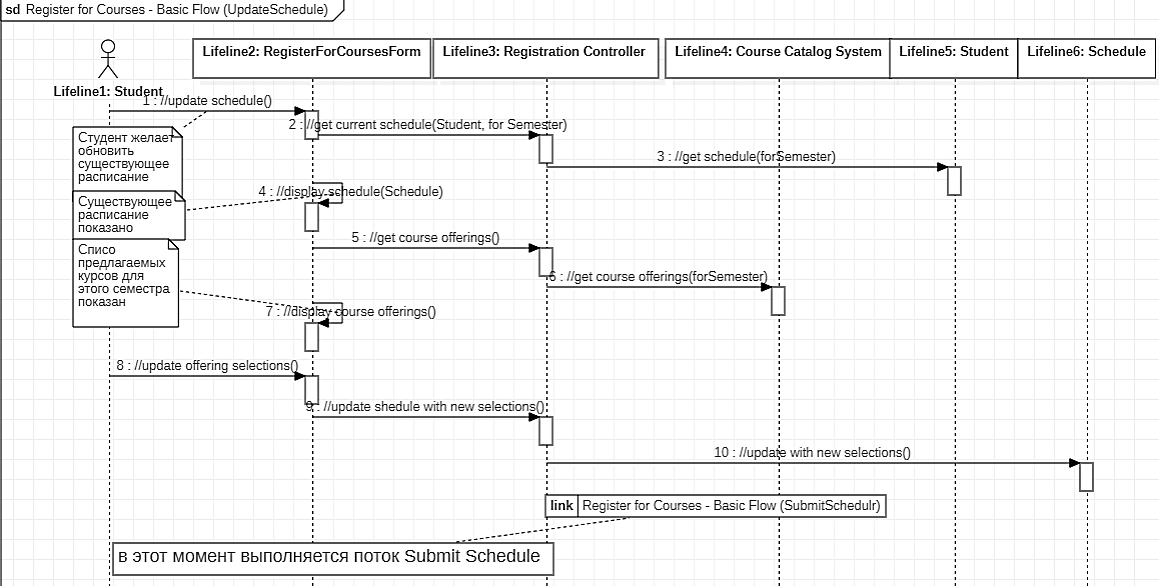 sd Register for Courses - Basic Flow (UpdateSchedule)
Lifeline1: Student
Lifeline2: RegisterForCoursesForm
Lifeline3: Registration Controller
Lifeline4: Course Catalog System
Lifeline5: Student
Lifeline6: Schedule
1 : //update schedule()
2 : //get current schedule(Student, for Semester)
Студент желает
обновить
существующее
расписание
3 : //get schedule(forSemester)
4 : //display schedule(Schedule)
Существующее
расписание
показано
5 : //get course offerings()
Списо
предлагаемых
курсов для
этого семестра
показан
6 : //get course offerings(forSemester)
7 : //display course offerings()
8 : //update offering selections()
9 : //update shedule with new selections()
10 : //update with new selections()
link Register for Courses - Basic Flow (SubmitSchedulr)
в этот момент выполняется поток Submit Schedule